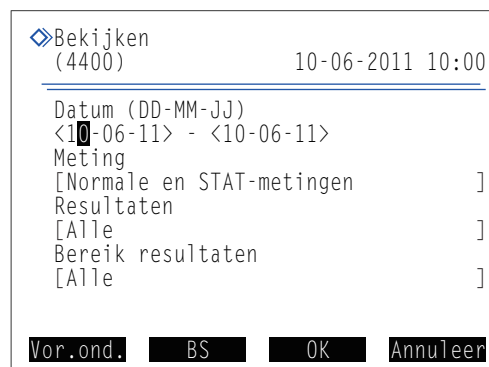 Bekijken
(4400) 10-06-2011 10:00
Datum (DD-MM-JJ)
<10-06-11> - <10-06-11>
Meting
[Normale en STAT-metingen ]
Resultaten
[Alle ]
Bereik resultaten
[Alle ]
Vor.ond. BS OK Annuleer